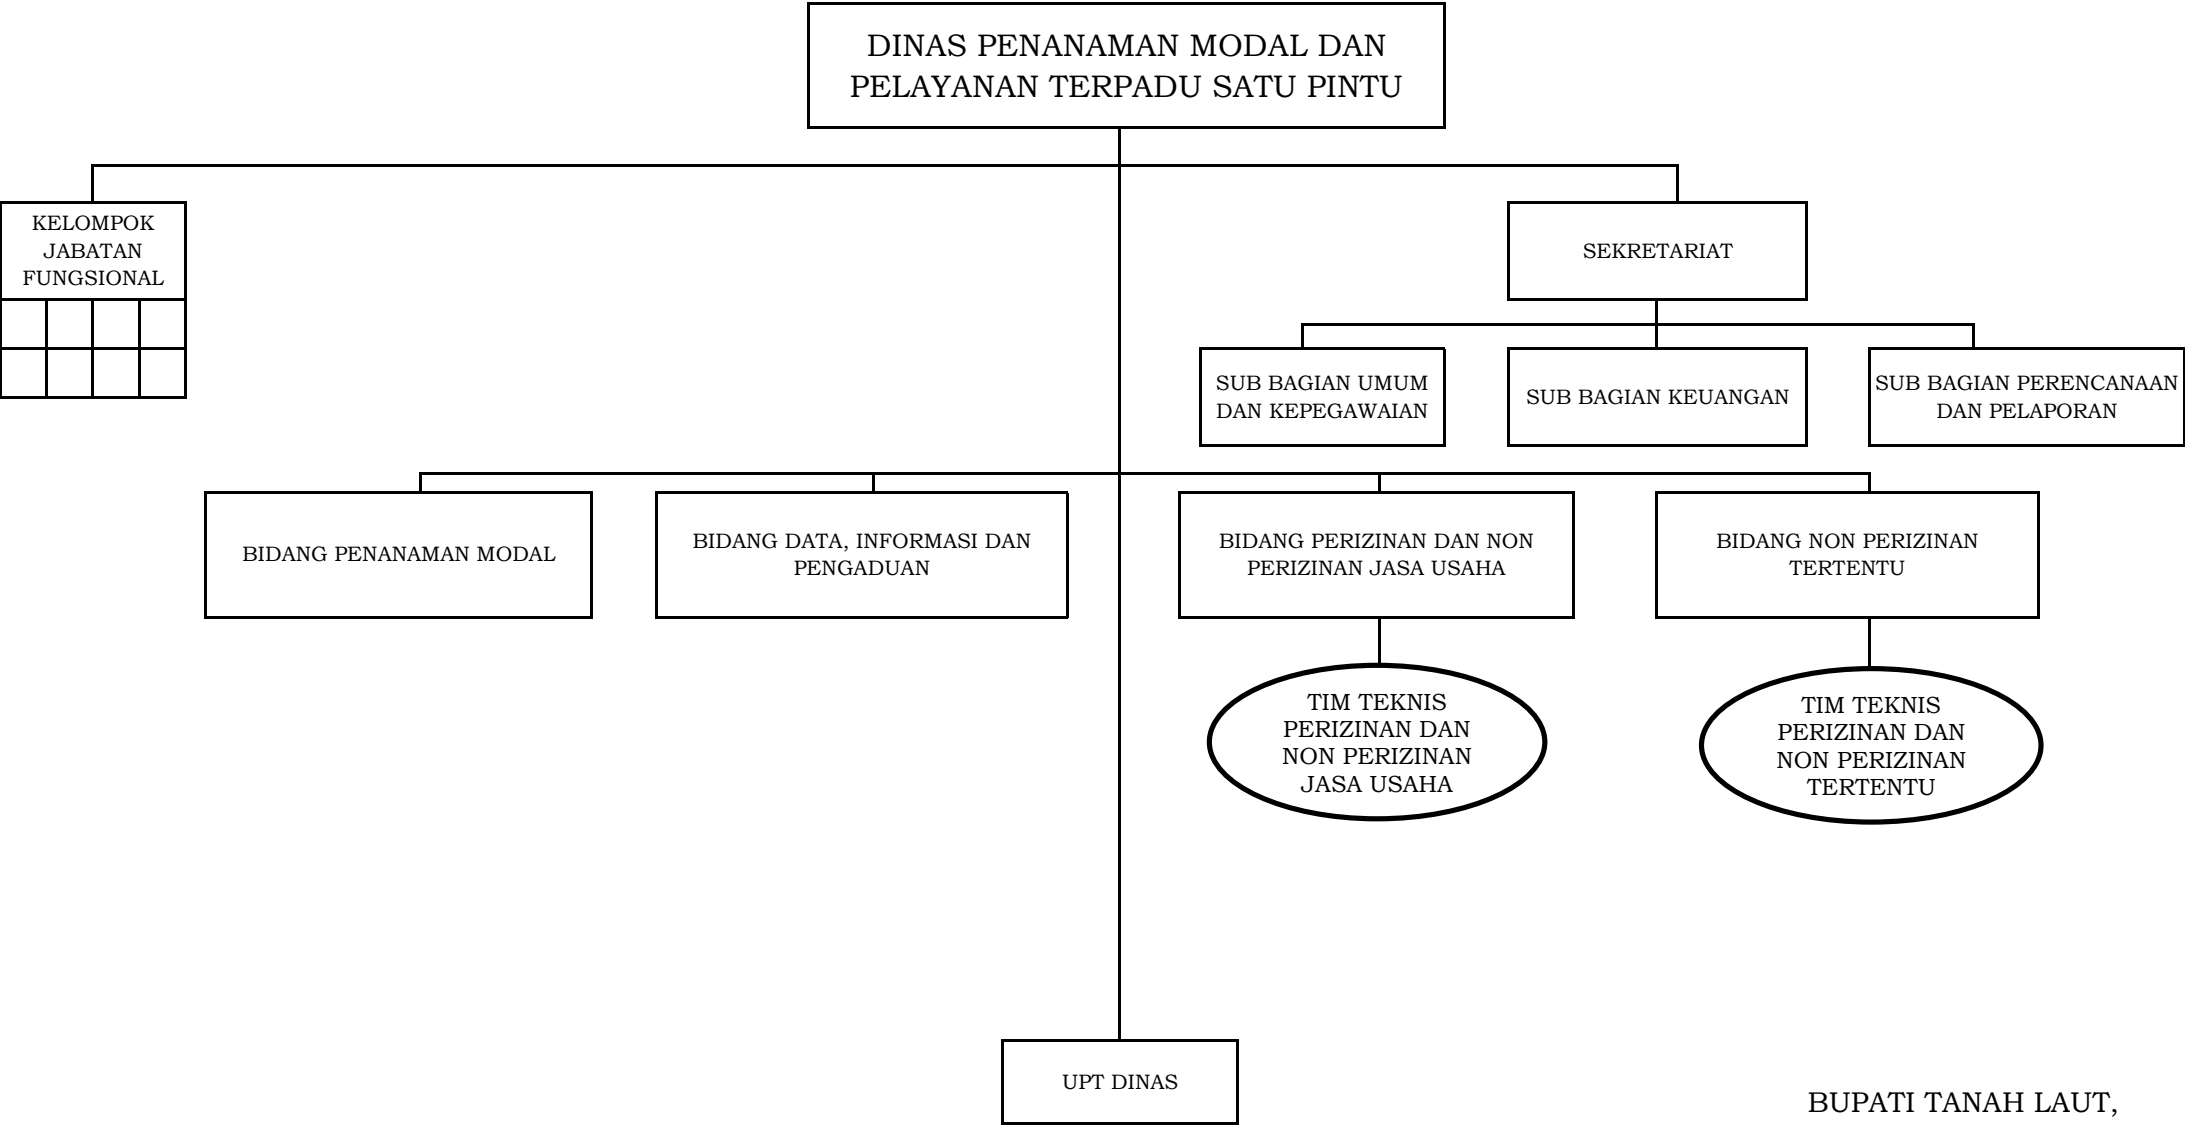 DINAS PENANAMAN MODAL DAN
PELAYANAN TERPADU SATU PINTU
KELOMPOK
JABATAN
FUNGSIONAL
SEKRETARIAT
SUB BAGIAN UMUM
DAN KEPEGAWAIAN
SUB BAGIAN KEUANGAN
SUB BAGIAN PERENCANAAN
DAN PELAPORAN
BIDANG PENANAMAN MODAL
BIDANG DATA, INFORMASI DAN
PENGADUAN
BIDANG PERIZINAN DAN NON
PERIZINAN JASA USAHA
BIDANG NON PERIZINAN
TERTENTU
TIM TEKNIS
PERIZINAN DAN
NON PERIZINAN
JASA USAHA
TIM TEKNIS
PERIZINAN DAN
NON PERIZINAN
TERTENTU
UPT DINAS
BUPATI TANAH LAUT,